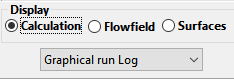 Display
Calculation Flowfield Surfaces
Graphical run Log